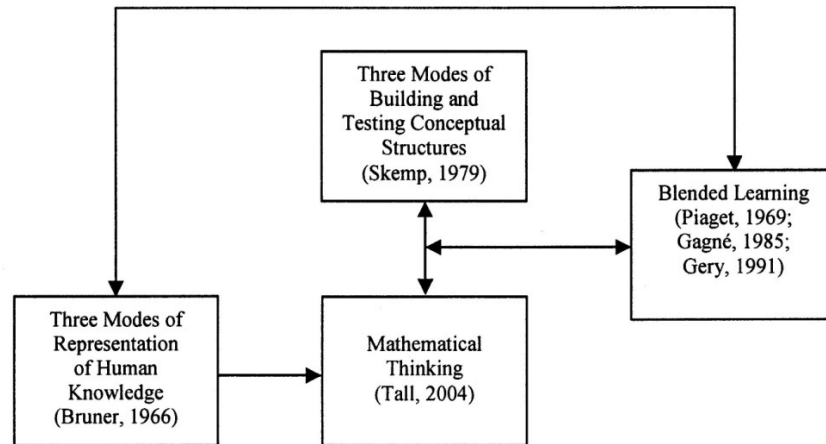 Three Modes of
Building and
Testing Conceptual
Structures
(Skemp, 1979)
Blended Learning
(Piaget, 1969;
Gagné, 1985;
Gery, 1991)
Three Modes of
Representation
of Human
Knowledge
(Bruner, 1966)
Mathematical
Thinking
(Tall, 2004)